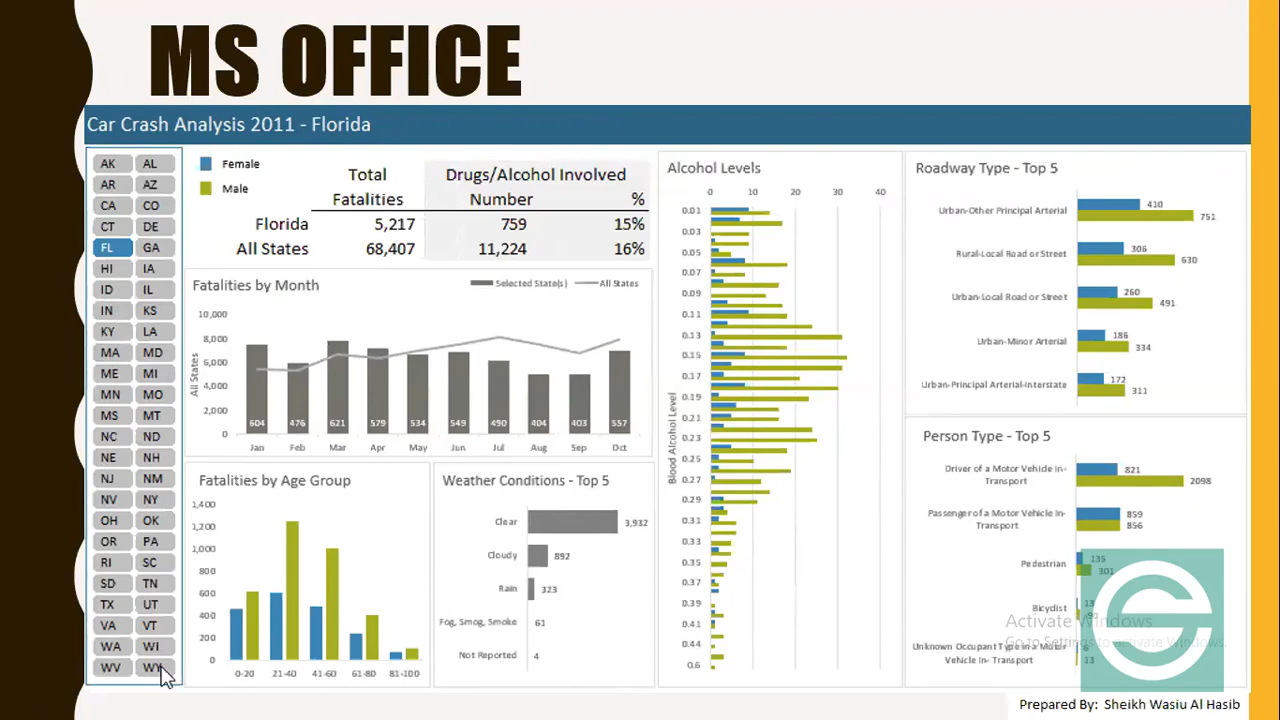 MS OFFICE
Car Crash Analysis 2011 - Florida
AK AL
AR AZ
CA CO
CT DE
FL GA
HI IA
ID IL
IN KS
KY LA
MA MD
ME MI
MN MO
MS MT
NC ND
NE NH
NJ NM
NV NY
OH OK
OR PA
RI SC
SD TN
TX UT
VA VT
WA WI
WV WY
Female
Male
Total Drugs/Alcohol Involved
Fatalities Number %
Florida 5,217 759 15%
All States 68,407 11,224 16%
Fatalities by Month
Selected State(s) All States
All States
10,000
8,000
6,000
4,000
2,000
0
604 476 621 579 534 549 490 404 403 557
Jan Feb Mar Apr May Jun Jul Aug Sep Oct
Fatalities by Age Group
1,400
1,200
1,000
800
600
400
200
0
0-20 21-40 41-60 61-80 81-100
Weather Conditions - Top 5
Clear 3,932
Cloudy 892
Rain 323
Fog, Smog, Smoke 61
Not Reported 4
Alcohol Levels
0 10 20 30 40
Blood Alcohol Level
0.01
0.03
0.05
0.07
0.09
0.11
0.13
0.15
0.17
0.19
0.21
0.23
0.25
0.27
0.29
0.31
0.33
0.35
0.37
0.39
0.41
0.44
0.6
Roadway Type - Top 5
Urban-Other Principal Arterial 410
751
Rural-Local Road or Street 306
630
Urban-Local Road or Street 260
491
Urban-Minor Arterial 186
334
Urban-Principal Arterial-Interstate 172
311
Person Type - Top 5
Driver of a Motor Vehicle In- 821
Transport 2098
Passenger of a Motor Vehicle In- 859
Transport 856
Pedestrian 135
301
Bicyclist
Unknown Occupant Type in a Motor
Vehicle In- Transport 13
Activate Windows
Go to Settings to activate Windows.
Prepared By: Sheikh Wasiu Al Hasib